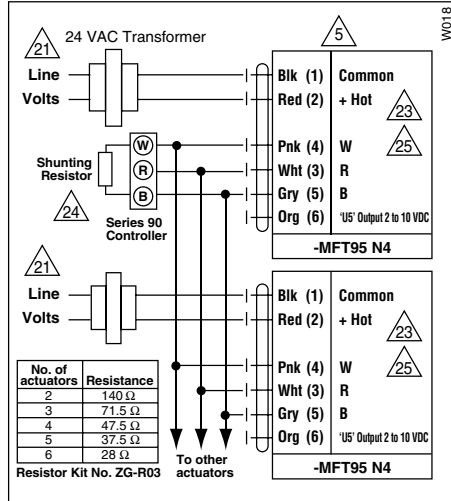 W018
21 24 VAC Transformer
5
Line
Volts
Blk (1) Common
Red (2) + Hot
23
Pnk (4) W
25
Wht (3) R
Gry (5) B
Org (6) 'U5' Output 2 to 10 VDC
-MFT95 N4
W
R
B
Shunting
Resistor
24
Series 90
Controller
21
Line
Volts
Blk (1) Common
Red (2) + Hot
23
Pnk (4) W
25
Wht (3) R
Gry (5) B
Org (6) 'U5' Output 2 to 10 VDC
-MFT95 N4
No. of
actuators Resistance
2 140 Ω
3 71.5 Ω
4 47.5 Ω
5 37.5 Ω
6 28 Ω
Resistor Kit No. ZG-R03
To other
actuators